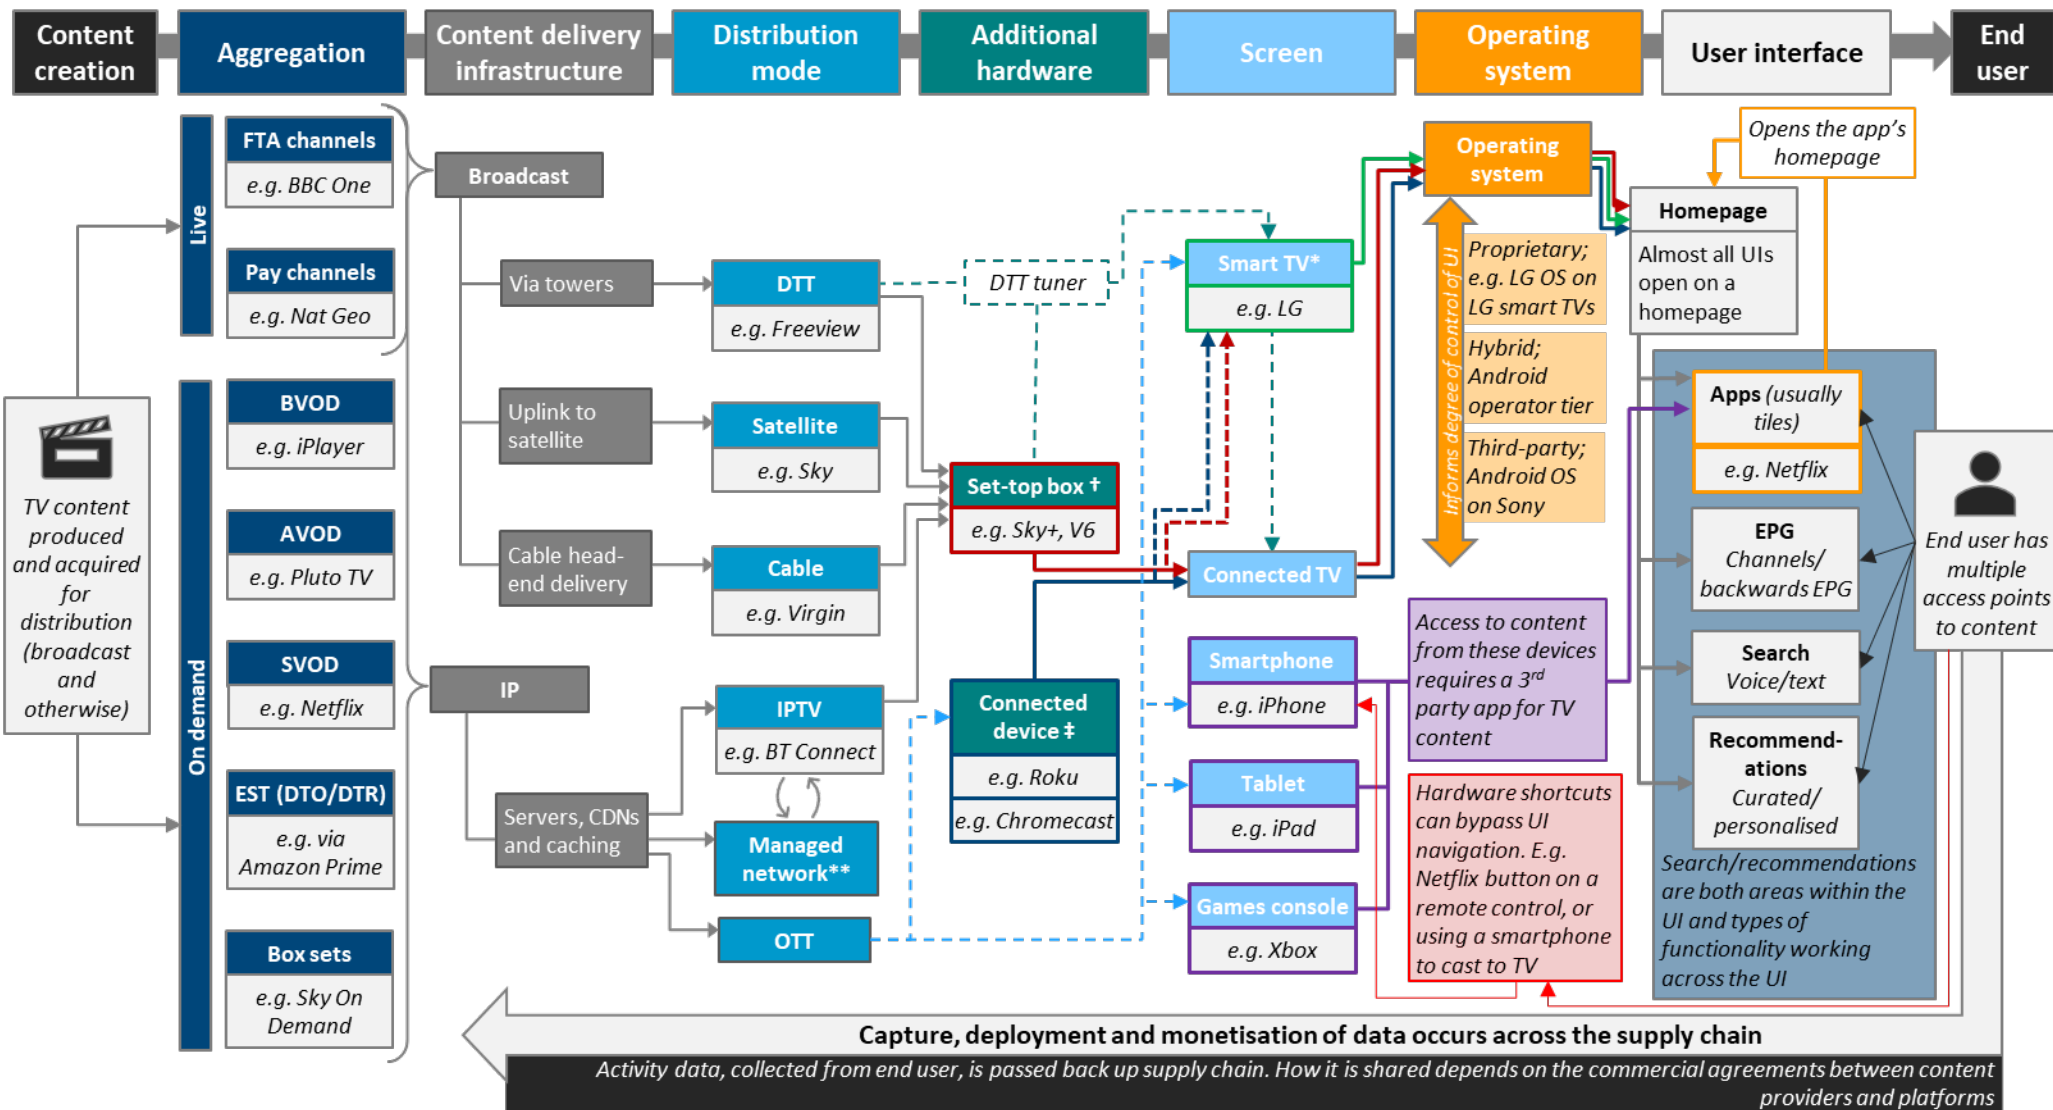 Content
creation
Aggregation
Content delivery
infrastructure
Distribution
mode
Additional
hardware
Screen
Operating
system
User interface
End
user
TV content
produced
and acquired
for
distribution
(broadcast
and
otherwise)
Live
FTA channels
e.g. BBC One
Pay channels
e.g. Nat Geo
On demand
BVOD
e.g. iPlayer
AVOD
e.g. Pluto TV
SVOD
e.g. Netflix
EST (DTO/DTR)
e.g. via
Amazon Prime
Box sets
e.g. Sky On
Demand
Broadcast
Via towers
Uplink to
satellite
Cable head-
end delivery
IP
Servers, CDNs
and caching
DTT
e.g. Freeview
Satellite
e.g. Sky
Cable
e.g. Virgin
IPTV
e.g. BT Connect
Managed
network**
OTT
DTT tuner
Set-top box †
e.g. Sky+, V6
Connected
device ‡
e.g. Roku
e.g. Chromecast
Smart TV*
e.g. LG
Connected TV
Smartphone
e.g. iPhone
Tablet
e.g. iPad
Games console
e.g. Xbox
Operating
system
Informs degree of control of UI
Proprietary;
e.g. LG OS on
LG smart TVs
Hybrid;
Android
operator tier
Third-party;
Android OS
on Sony
Access to content
from these devices
requires a 3rd
party app for TV
content
Hardware shortcuts
can bypass UI
navigation. E.g.
Netflix button on a
remote control, or
using a smartphone
to cast to TV
Opens the app's
homepage
Homepage
Almost all UIs
open on a
homepage
Apps (usually
tiles)
e.g. Netflix
EPG
Channels/
backwards EPG
Search
Voice/text
Recommend-
ations
Curated/
personalised
Search/recommendations
are both areas within the
UI and types of
functionality working
across the UI
End user has
multiple
access points
to content
Capture, deployment and monetisation of data occurs across the supply chain
Activity data, collected from end user, is passed back up supply chain. How it is shared depends on the commercial agreements between content
providers and platforms